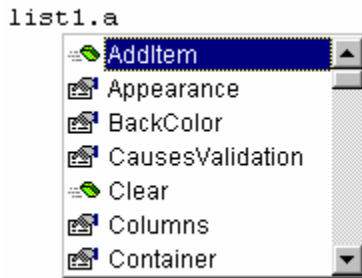 list1.a
AddItem
Appearance
BackColor
CausesValidation
Clear
Columns
Container